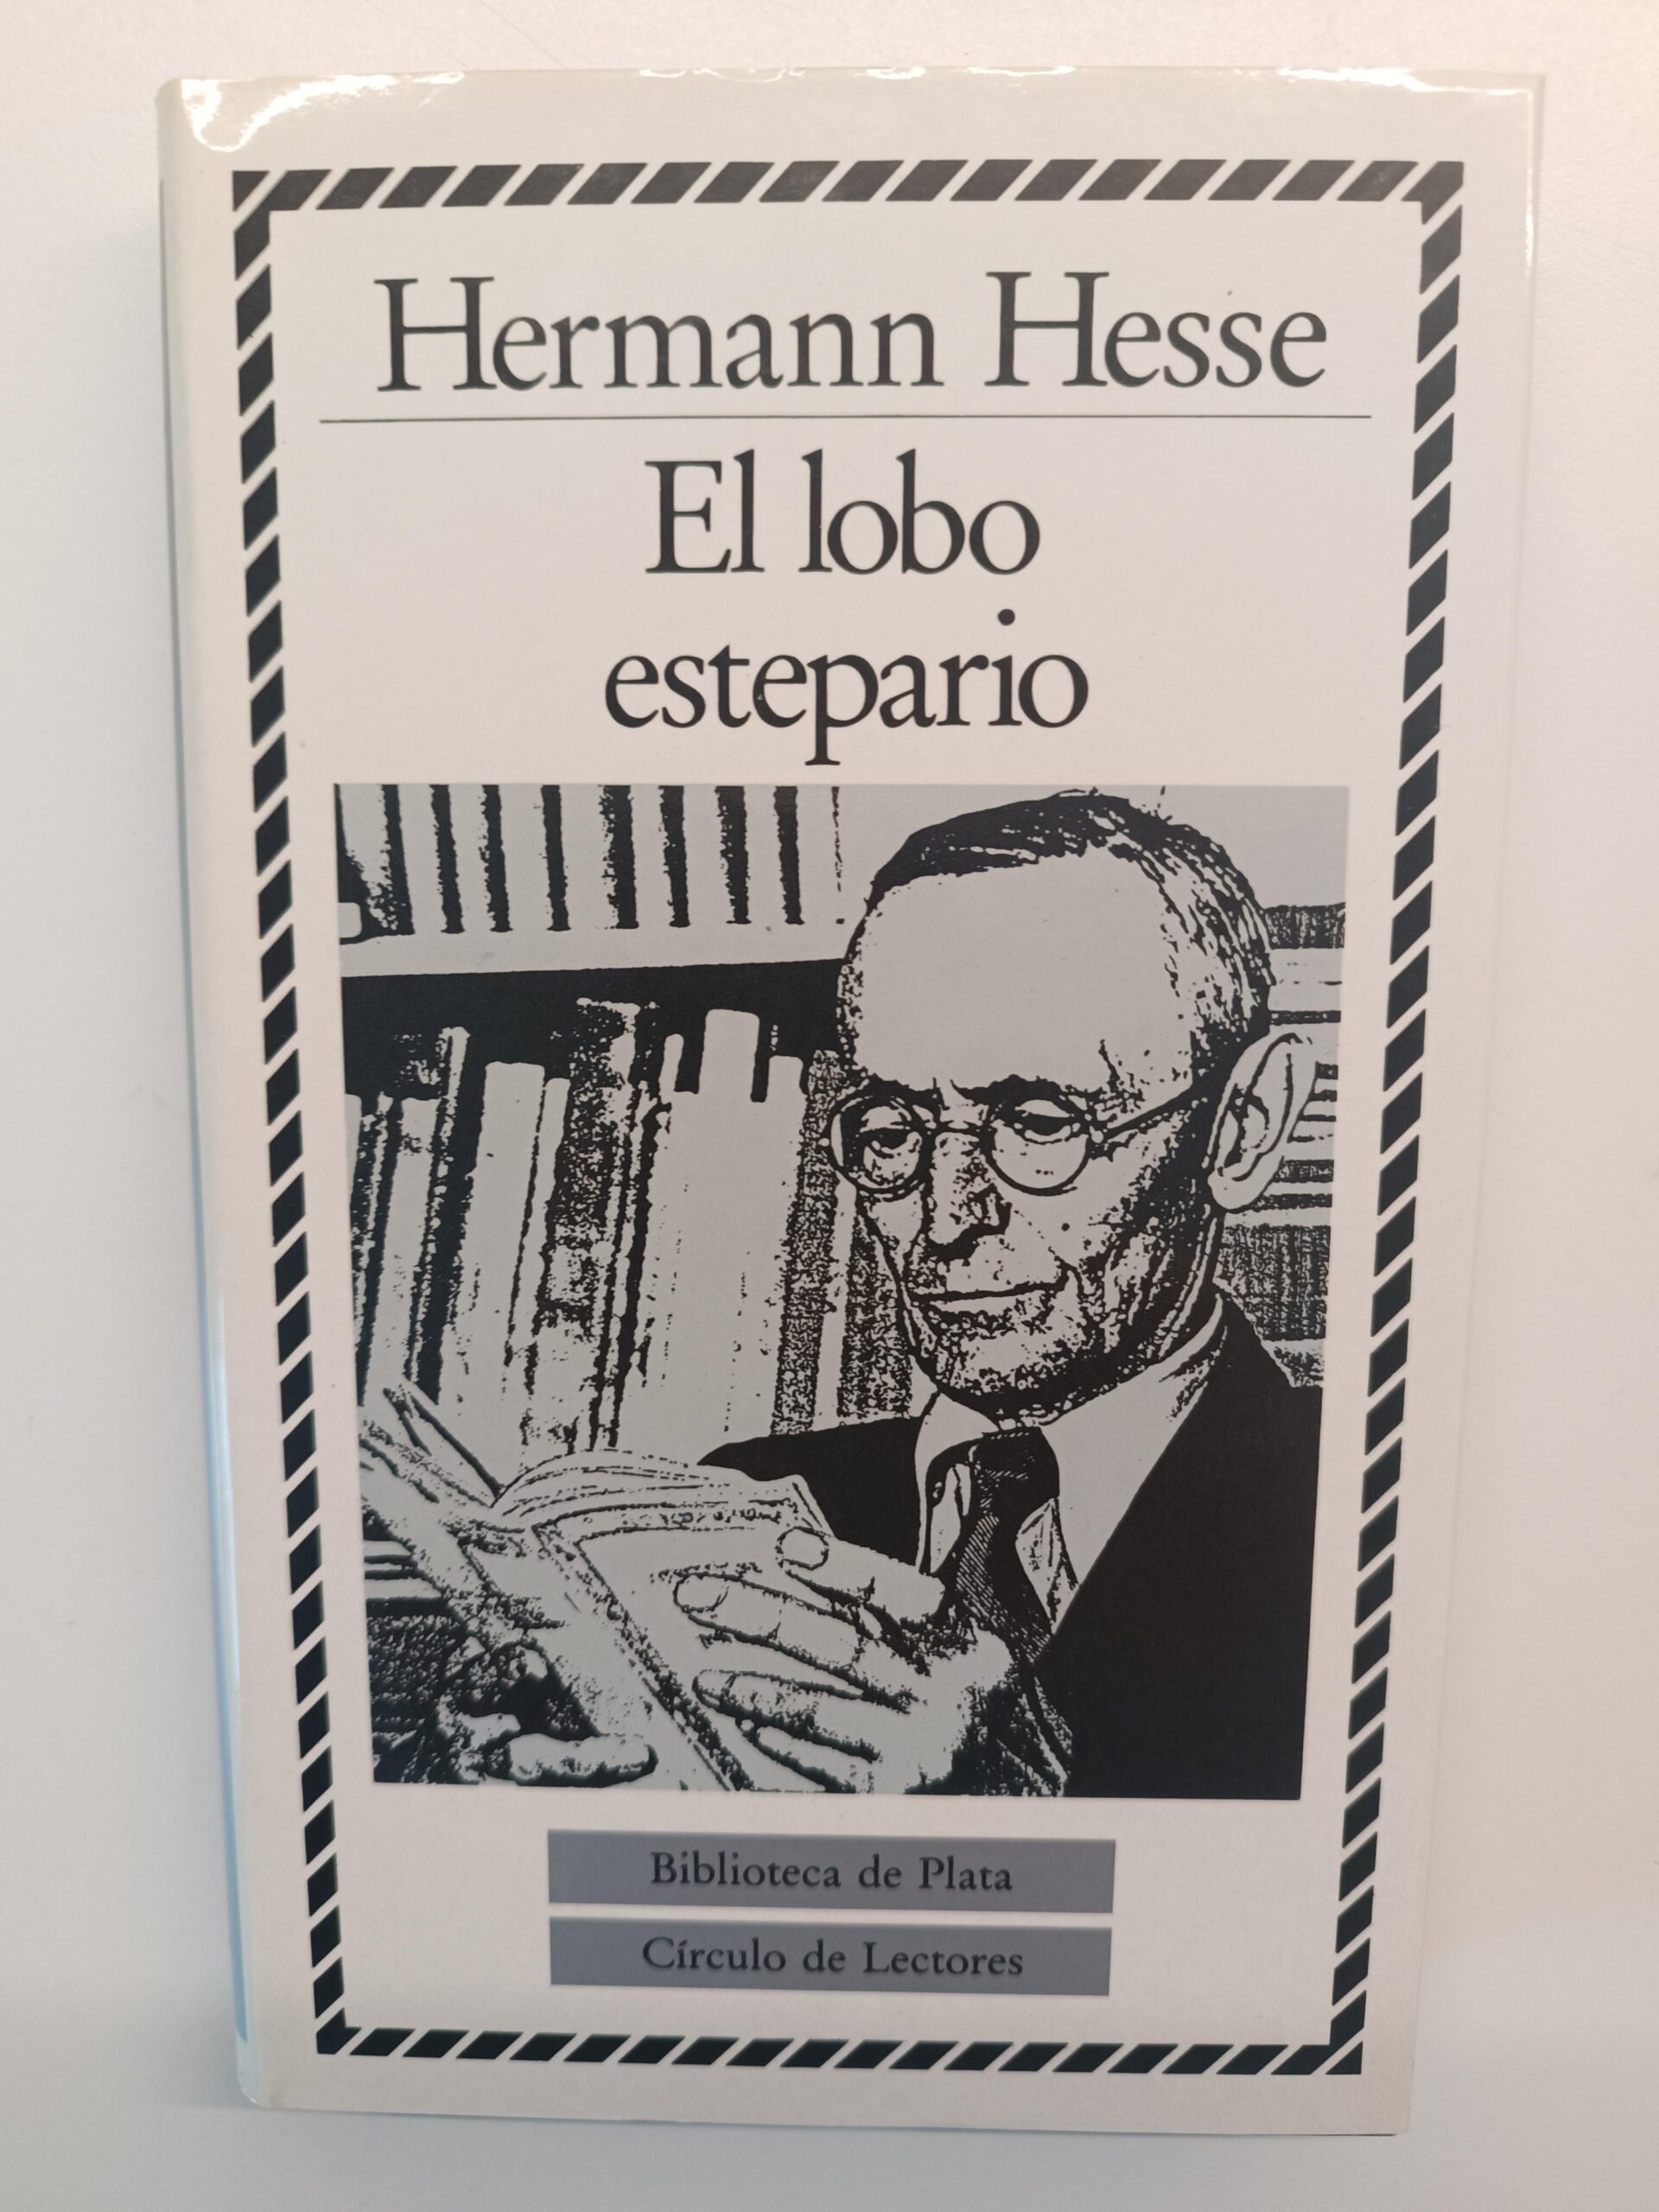 Hermann Hesse
El lobo
estepario
Biblioteca de Plata
Círculo de Lectores